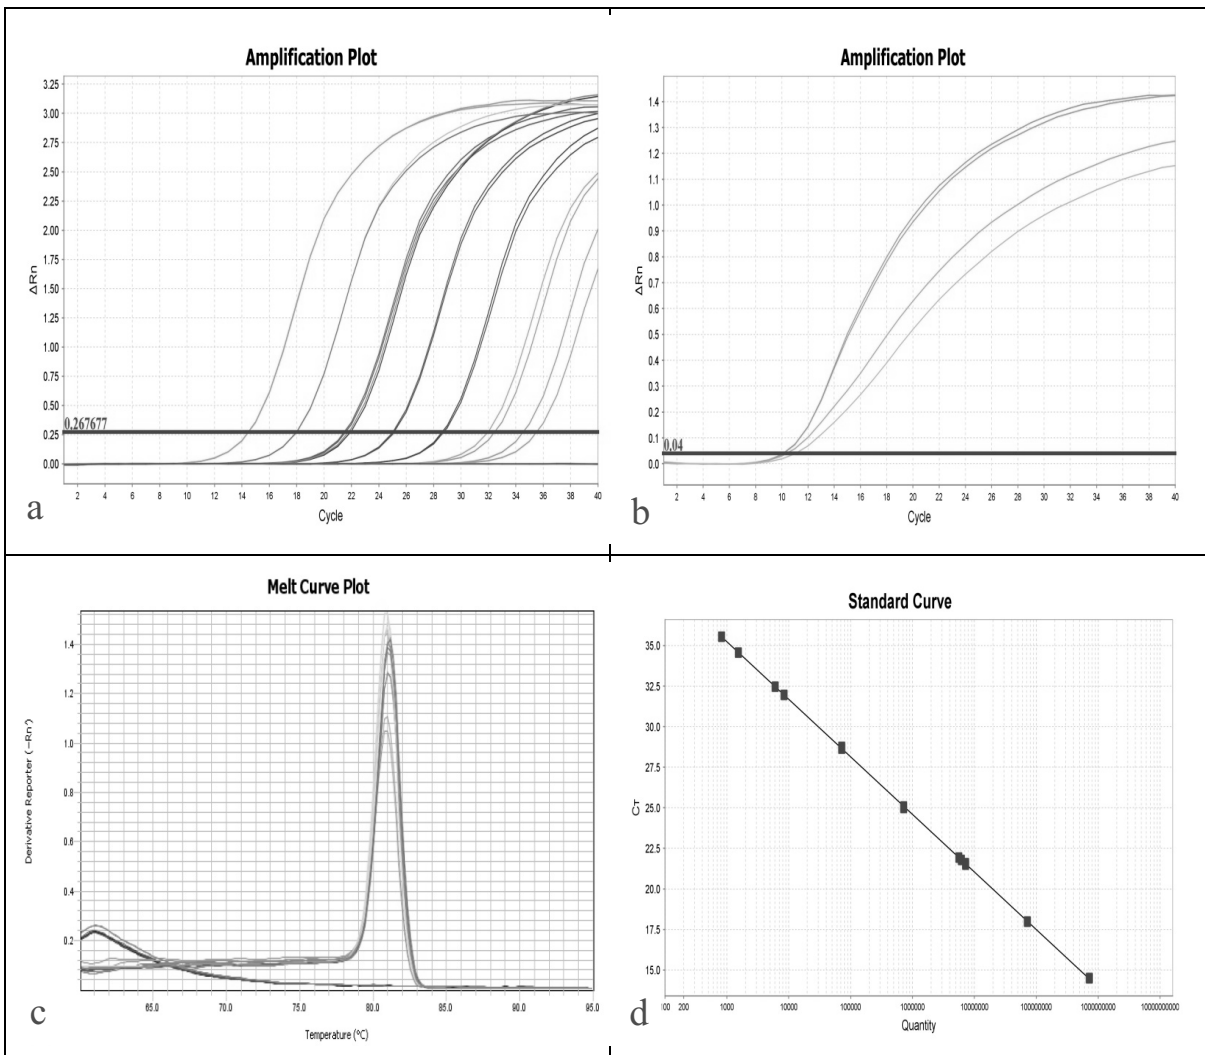 Amplification Plot
3.25
3.00
2.75
2.50
2.25
2.00
1.75
1.50
1.25
1.00
0.75
0.50
0.25
0.00
ΔRn
0.267677
2 4 6 8 10 12 14 16 18 20 22 24 26 28 30 32 34 36 38 40
Cycle
a
Amplification Plot
1.4
1.3
1.2
1.1
1.0
0.9
0.8
0.7
0.6
0.5
0.4
0.3
0.2
0.1
0.0
ΔRn
0.04
2 4 6 8 10 12 14 16 18 20 22 24 26 28 30 32 34 36 38 40
Cycle
b
Melt Curve Plot
1.4
1.2
1.0
0.8
0.6
0.4
0.2
Derivative Reporter (-Rn')
65.0 70.0 75.0 80.0 85.0 90.0 95.0
Temperature (°C)
c
Standard Curve
35.0
32.5
30.0
27.5
25.0
22.5
20.0
17.5
15.0
Cт
200 1000 10000 100000 1000000 10000000 100000000 1000000000
Quantity
d